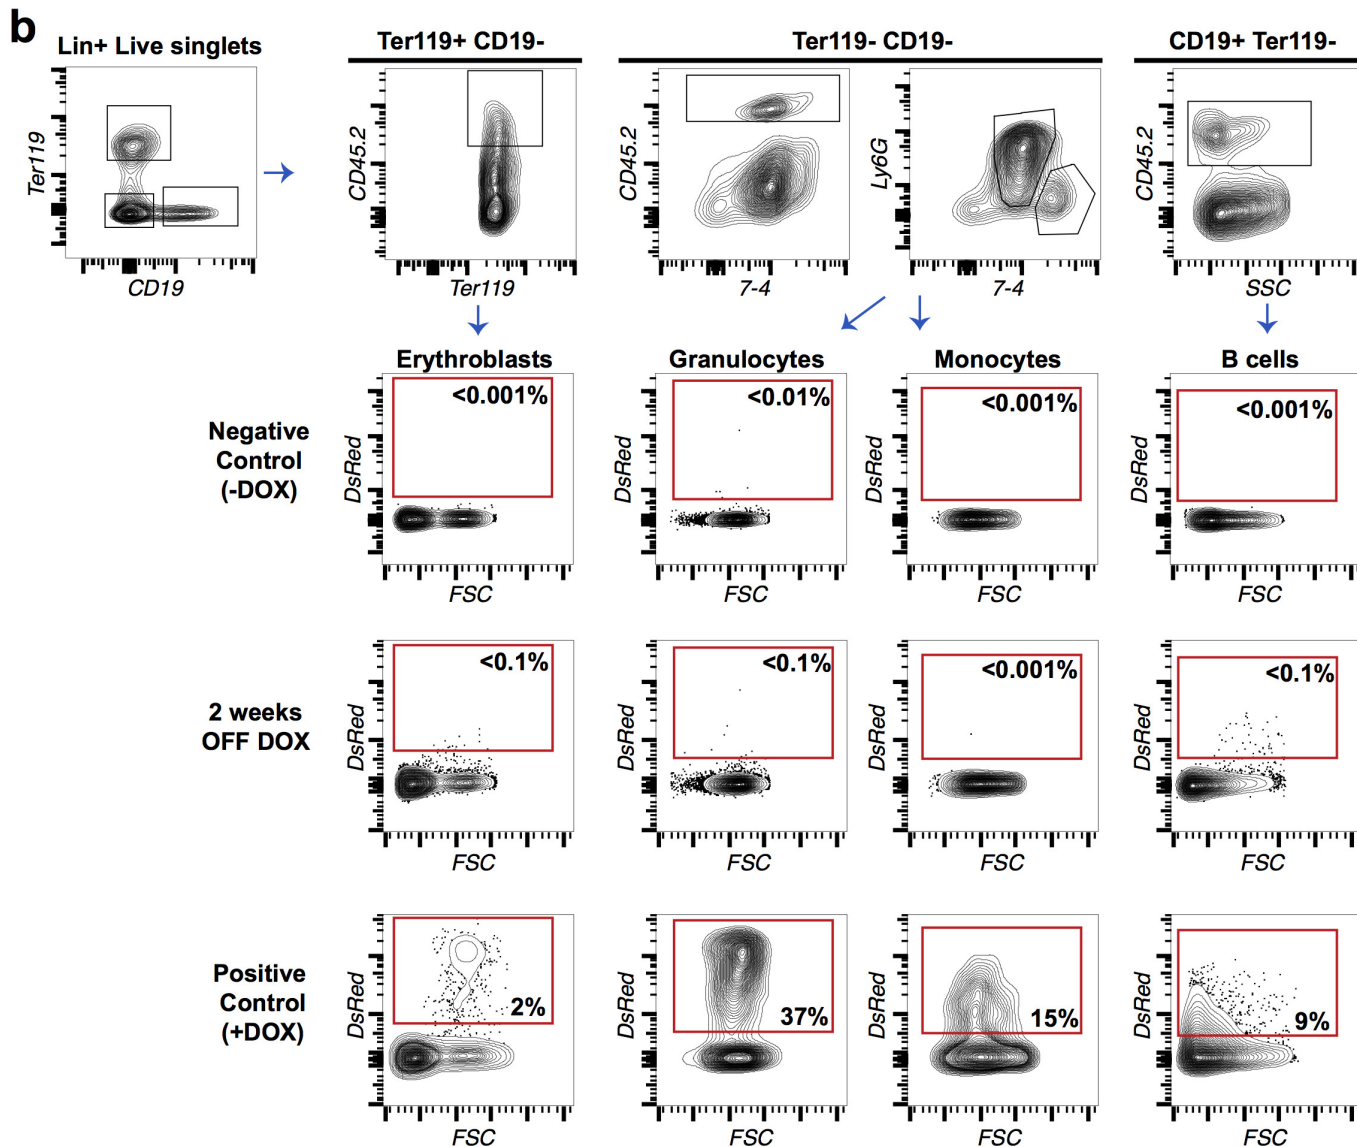 b
Lin+ Live singlets
Ter119+ CD19-
Ter119- CD19-
CD19+ Ter119-
Ter119
CD19
CD45.2
Ter119
CD45.2
7-4
Ly6G
7-4
CD45.2
SSC
Erythroblasts
Granulocytes
Monocytes
B cells
Negative
Control
(-DOX)
DsRed
<0.001%
FSC
DsRed
<0.01%
FSC
DsRed
<0.001%
FSC
DsRed
<0.001%
FSC
2 weeks
OFF DOX
DsRed
<0.1%
FSC
DsRed
<0.1%
FSC
DsRed
<0.001%
FSC
DsRed
<0.1%
FSC
Positive
Control
(+DOX)
DsRed
2%
FSC
DsRed
37%
FSC
DsRed
15%
FSC
DsRed
9%
FSC